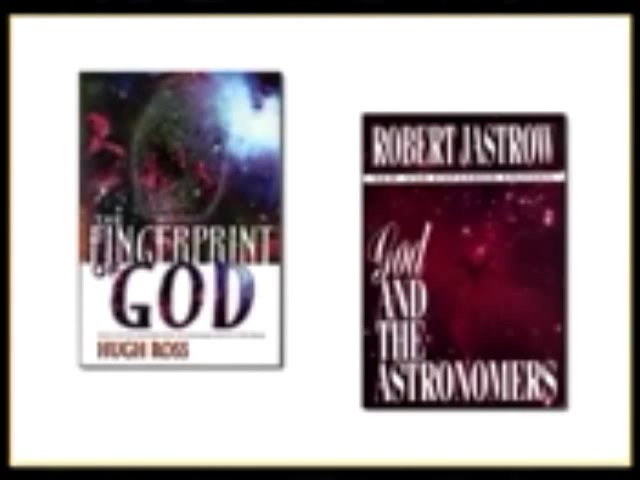 THE
FINGERPRINT
OF
GOD
HUGH ROSS
ROBERT JASTROW
God
AND
THE
ASTRONOMERS